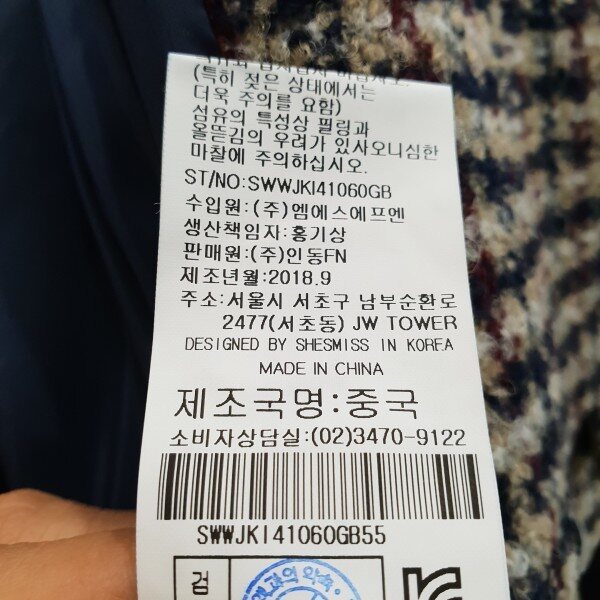 (특히 젖은 상태에서는
더욱 주의를 요함)
섬유의 특성상 필링과
올뜯김의 우려가 있사오니심한
마찰에 주의하십시오.
ST/NO:SWWJKI41060GB
수입원:(주)엠에스에프엔
생산책임자:홍기상
판매원:(주)인동FN
제조년월:2018.9
주소:서울시 서초구 남부순환로
2477(서초동) JW TOWER
DESIGNED BY SHESMISS IN KOREA
MADE IN CHINA
제조국명:중국
소비자상담실:(02)3470-9122
SWWJKI41060GB55
검